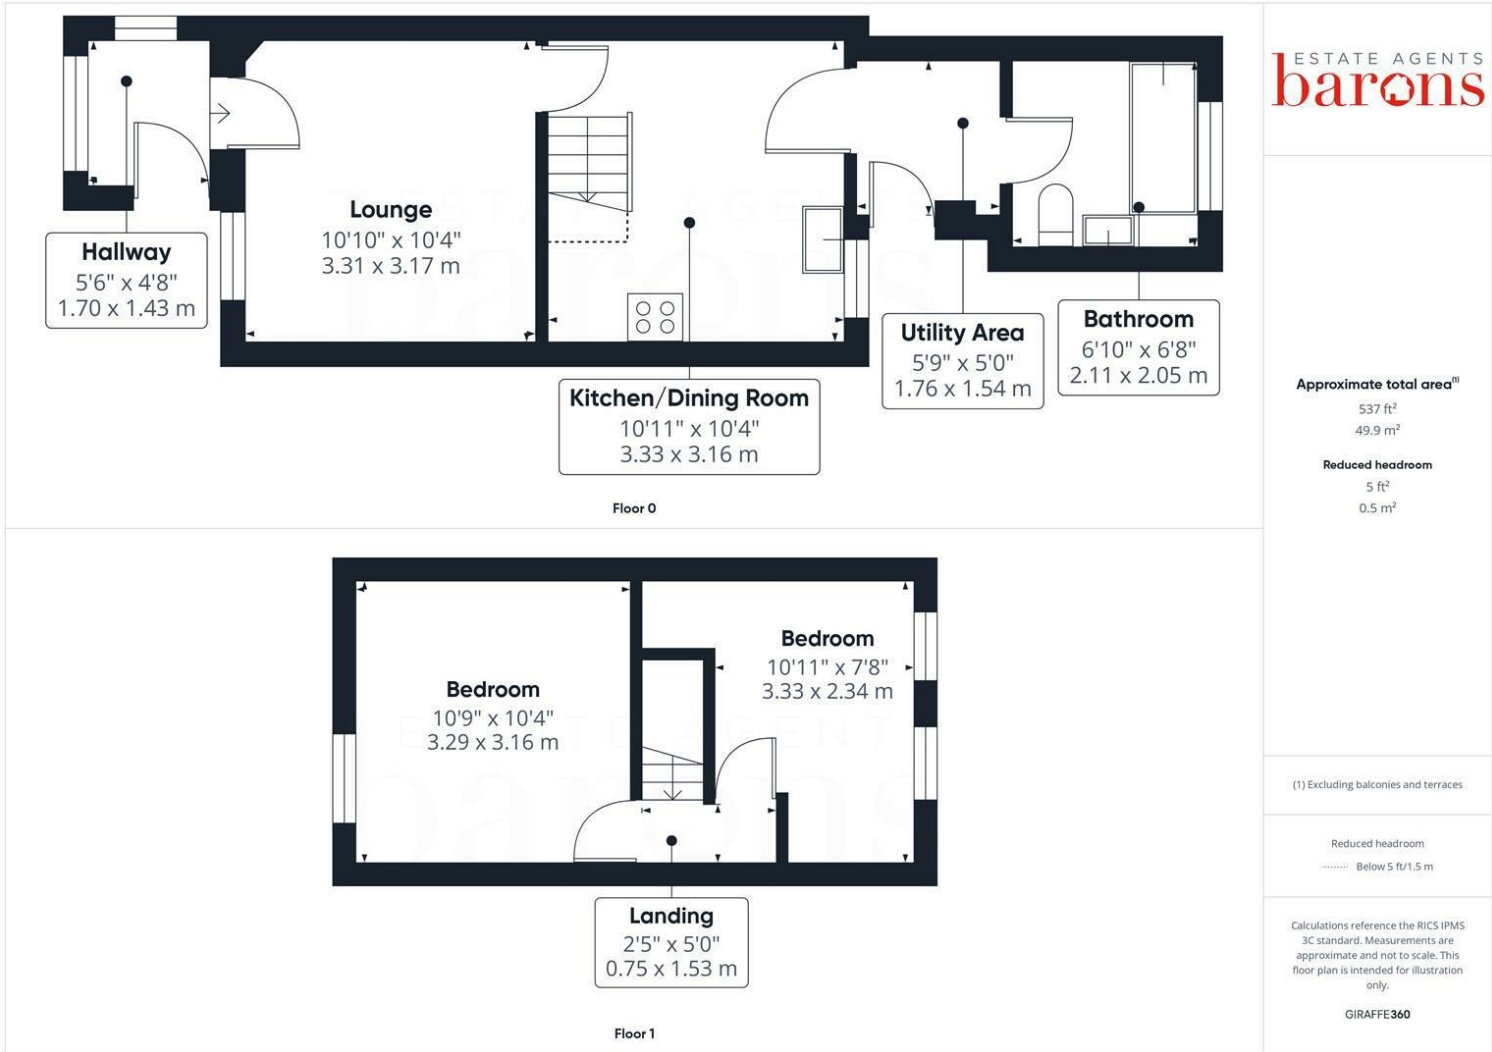 Hallway
5'6" x 4'8"
1.70 x 1.43 m
Lounge
10'10" x 10'4"
3.31 x 3.17 m
Kitchen/Dining Room
10'11" x 10'4"
3.33 x 3.16 m
Utility Area
5'9" x 5'0"
1.76 x 1.54 m
Bathroom
6'10" x 6'8"
2.11 x 2.05 m
ESTATE AGENTS
barons
Floor 0
Bedroom
10'9" x 10'4"
3.29 x 3.16 m
Bedroom
10'11" x 7'8"
3.33 x 2.34 m
ESTATE AGENTS
barons
Landing
2'5" x 5'0"
0.75 x 1.53 m
Floor 1
ESTATE AGENTS
barons
Approximate total area(1)
537 ft²
49.9 m²
Reduced headroom
5 ft²
0.5 m²
(1) Excluding balconies and terraces
Reduced headroom
Below 5 ft/1.5 m
Calculations reference the RICS IPMS
3C standard. Measurements are
approximate and not to scale. This
floor plan is intended for illustration
only.
GIRAFFE360